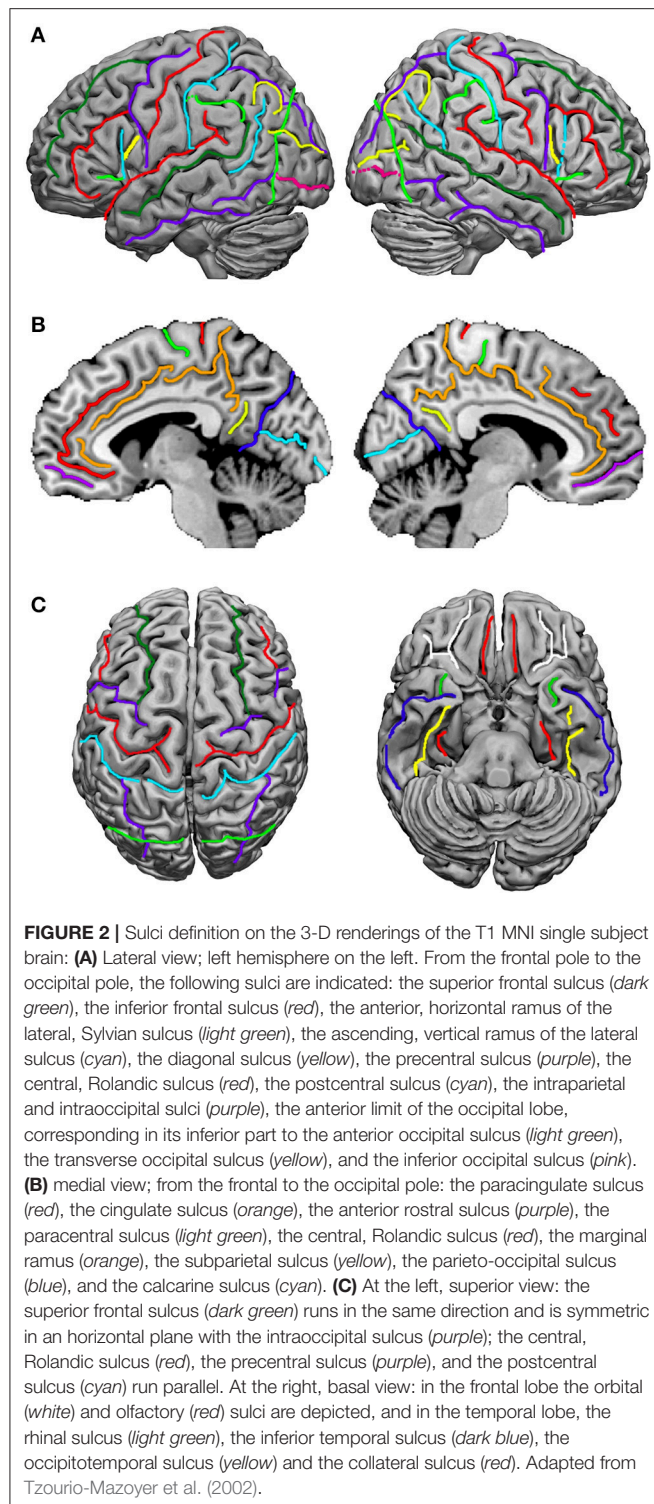 A
B
C
FIGURE 2 | Sulci definition on the 3-D renderings of the T1 MNI single subject
brain: (A) Lateral view; left hemisphere on the left. From the frontal pole to the
occipital pole, the following sulci are indicated: the superior frontal sulcus (dark
green), the inferior frontal sulcus (red), the anterior, horizontal ramus of the
lateral, Sylvian sulcus (light green), the ascending, vertical ramus of the lateral
sulcus (cyan), the diagonal sulcus (yellow), the precentral sulcus (purple), the
central, Rolandic sulcus (red), the postcentral sulcus (cyan), the intraparietal
and intraoccipital sulci (purple), the anterior limit of the occipital lobe,
corresponding in its inferior part to the anterior occipital sulcus (light green),
the transverse occipital sulcus (yellow), and the inferior occipital sulcus (pink).
(B) medial view; from the frontal to the occipital pole: the paracingulate sulcus
(red), the cingulate sulcus (orange), the anterior rostral sulcus (purple), the
paracentral sulcus (light green), the central, Rolandic sulcus (red), the marginal
ramus (orange), the subparietal sulcus (yellow), the parieto-occipital sulcus
(blue), and the calcarine sulcus (cyan). (C) At the left, superior view: the
superior frontal sulcus (dark green) runs in the same direction and is symmetric
in an horizontal plane with the intraoccipital sulcus (purple); the central,
Rolandic sulcus (red), the precentral sulcus (purple), and the postcentral
sulcus (cyan) run parallel. At the right, basal view: in the frontal lobe the orbital
(white) and olfactory (red) sulci are depicted, and in the temporal lobe, the
rhinal sulcus (light green), the inferior temporal sulcus (dark blue), the
occipitotemporal sulcus (yellow) and the collateral sulcus (red). Adapted from
Tzourio-Mazoyer et al. (2002).